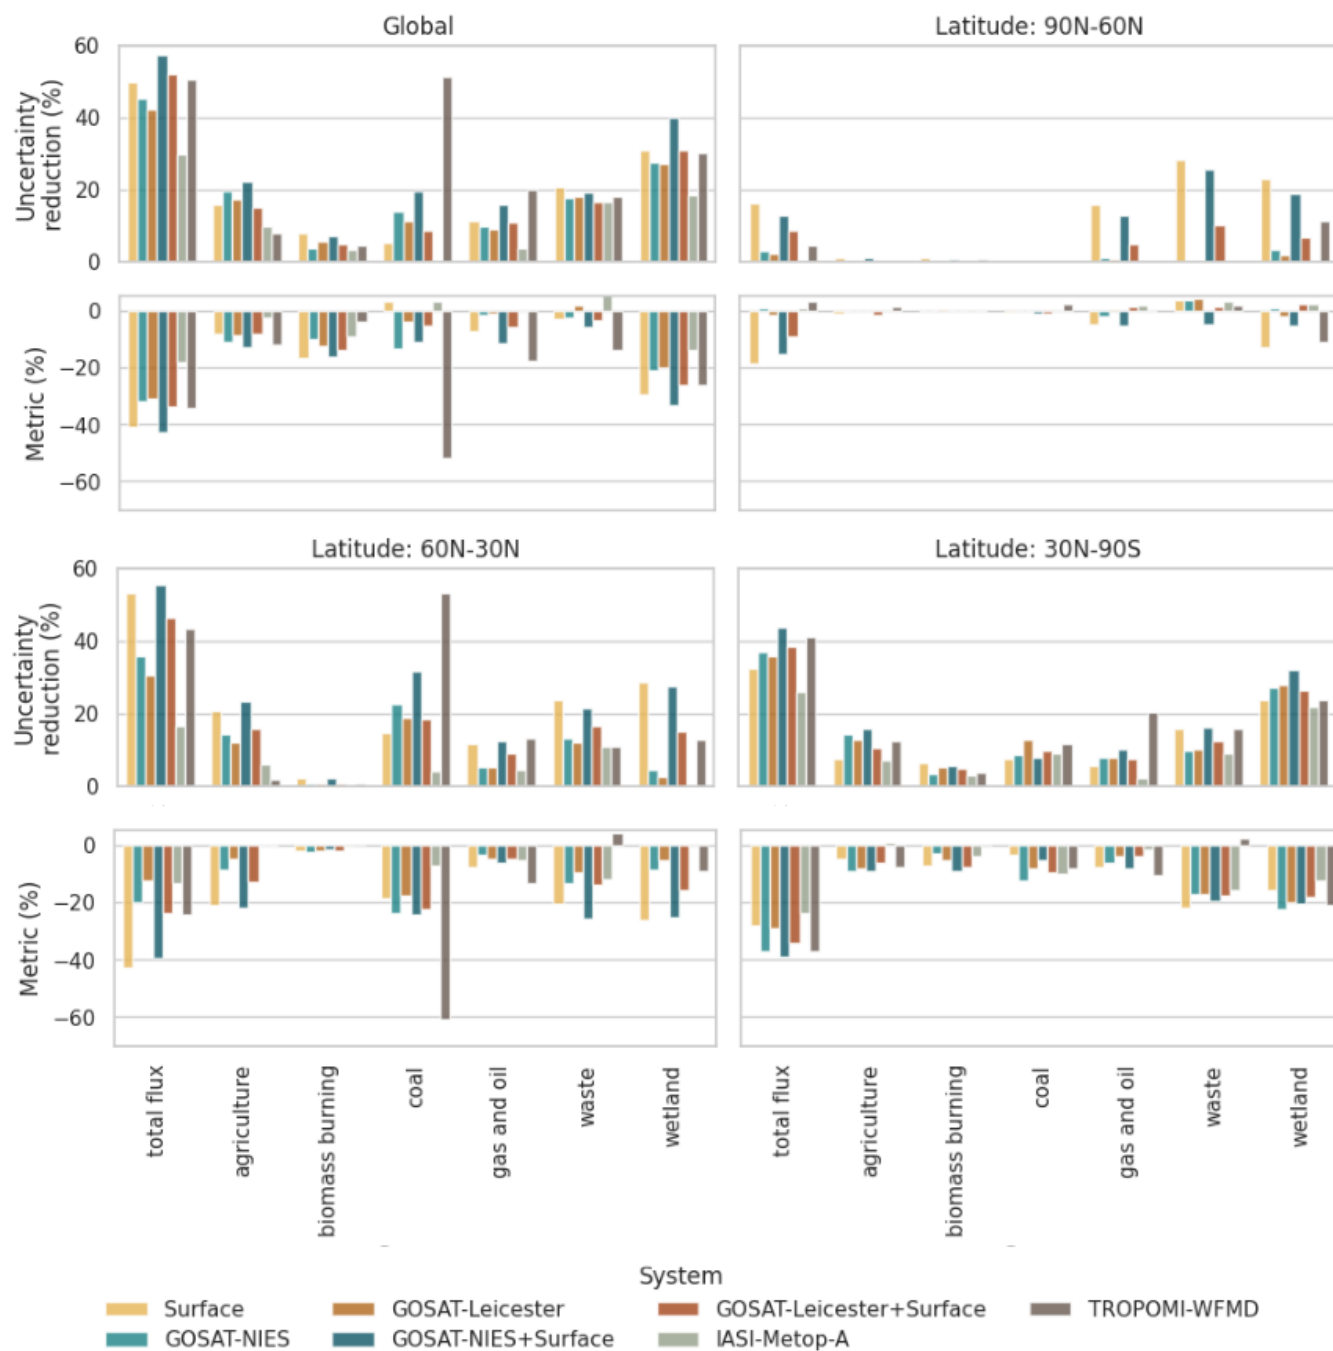 Global
Latitude: 90N-60N
Uncertainty
reduction (%)
60
40
20
0
Metric (%)
0
−20
−40
−60
Latitude: 60N-30N
Latitude: 30N-90S
Uncertainty
reduction (%)
60
40
20
0
Metric (%)
0
−20
−40
−60
total flux
agriculture
biomass burning
coal
gas and oil
waste
wetland
total flux
agriculture
biomass burning
coal
gas and oil
waste
wetland
System
Surface
GOSAT-Leicester
GOSAT-Leicester+Surface
TROPOMI-WFMD
GOSAT-NIES
GOSAT-NIES+Surface
IASI-Metop-A